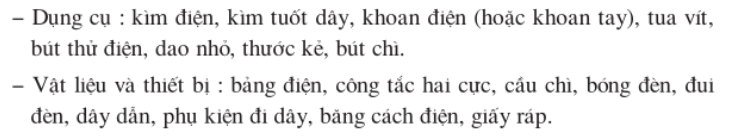 – Dụng cụ : kìm điện, kìm tuốt dây, khoan điện (hoặc khoan tay), tua vít,
bút thử điện, dao nhỏ, thước kẻ, bút chì.
– Vật liệu và thiết bị : bảng điện, công tắc hai cực, cầu chì, bóng đèn, đui
đèn, dây dẫn, phụ kiện đi dây, băng cách điện, giấy ráp.